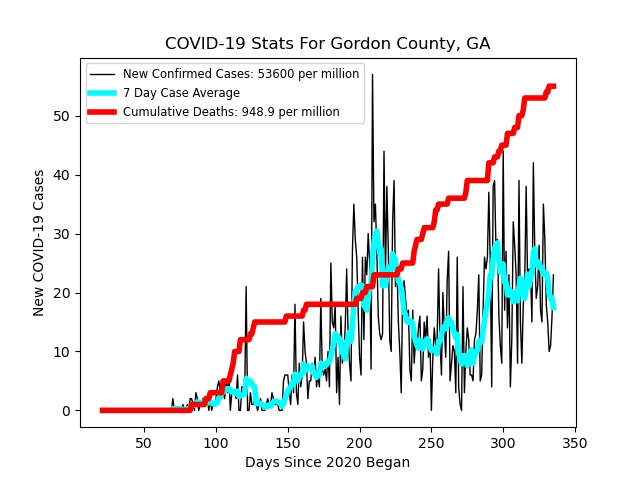 COVID-19 Stats For Gordon County, GA
New Confirmed Cases: 53600 per million
7 Day Case Average
Cumulative Deaths: 948.9 per million
New COVID-19 Cases
50
40
30
20
10
0
50 100 150 200 250 300 350
Days Since 2020 Began